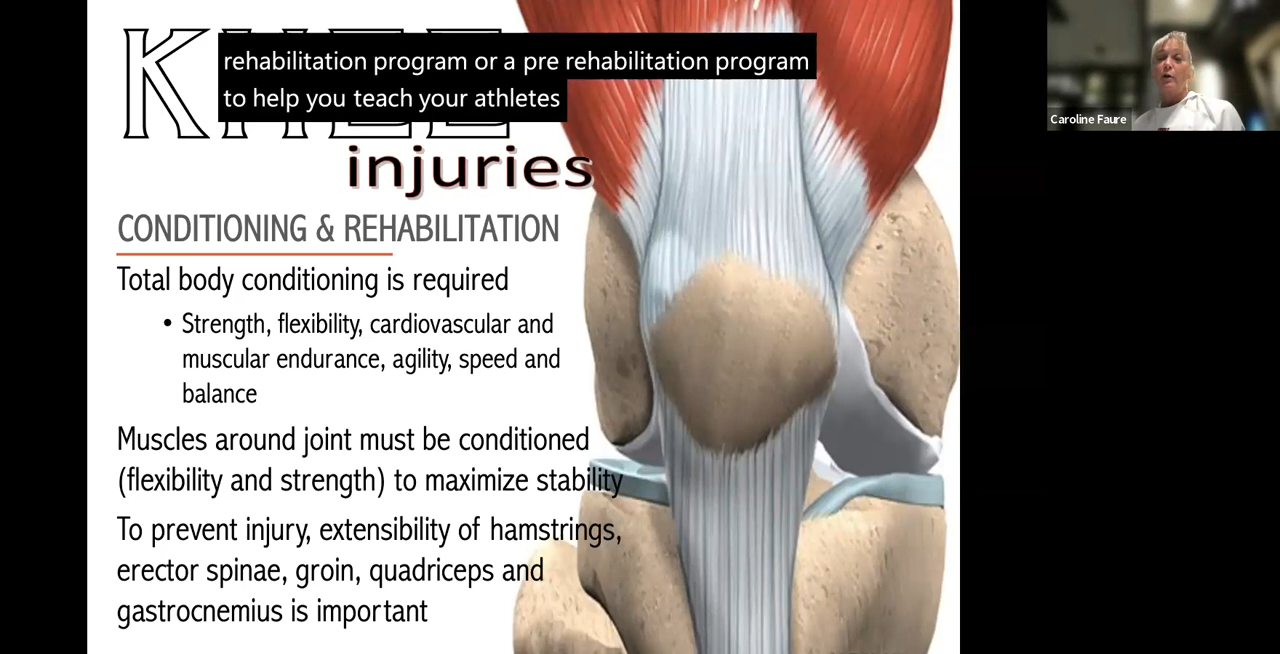 KNEE
rehabilitation program or a pre rehabilitation program
to help you teach your athletes
injuries
CONDITIONING & REHABILITATION
Total body conditioning is required
• Strength, flexibility, cardiovascular and
muscular endurance, agility, speed and
balance
Muscles around joint must be conditioned
(flexibility and strength) to maximize stability
To prevent injury, extensibility of hamstrings,
erector spinae, groin, quadriceps and
gastrocnemius is important
Caroline Faure